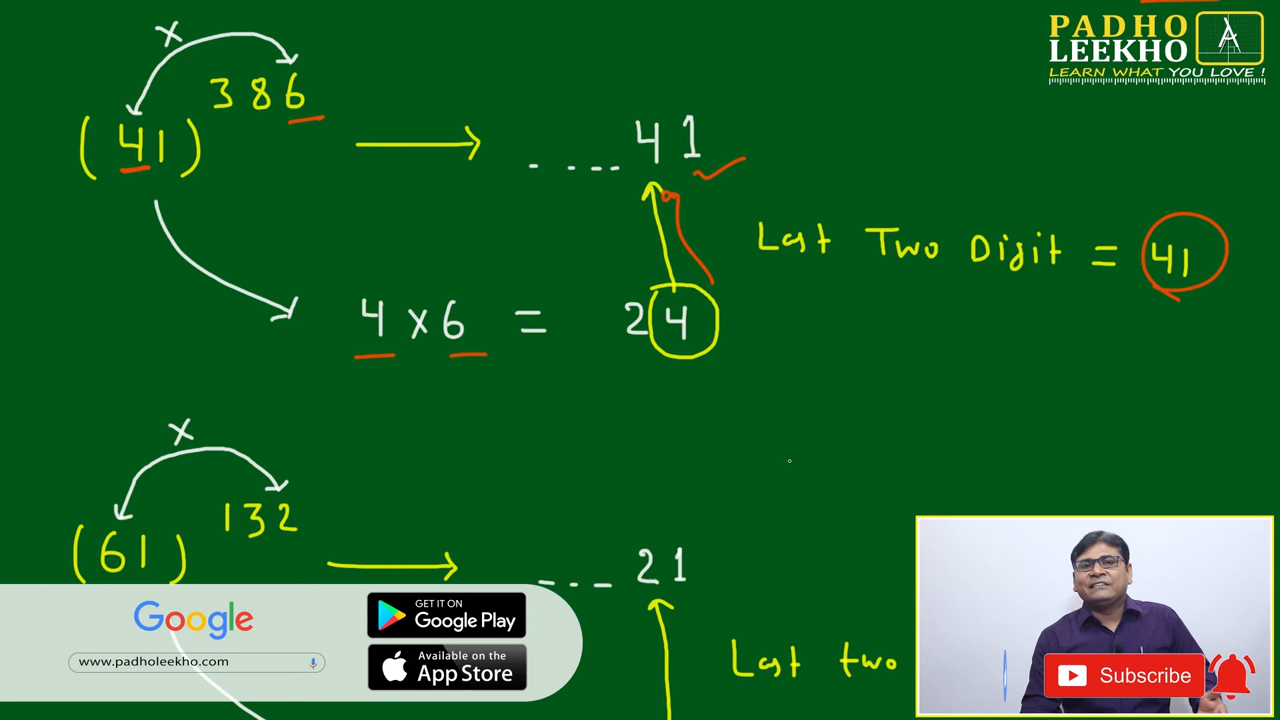 PADHO
LEEKHO
LEARN WHAT YOU LOVE !
x
(41)^386 → . ...41
4 x 6 = 24
Last Two Digit = 41
x
(61)^132 → ....21
Last two
Google
www.padholeekho.com
GET IT ON
Google Play
Available on the
App Store
Subscribe